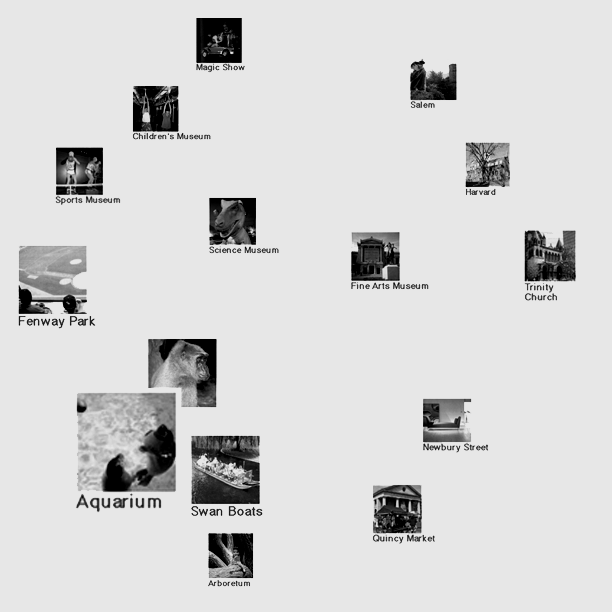 Magic Show
Salem
Children's Museum
Harvard
Sports Museum
Science Museum
Fine Arts Museum
Trinity
Church
Fenway Park
Newbury Street
Aquarium
Swan Boats
Quincy Market
Arboretum